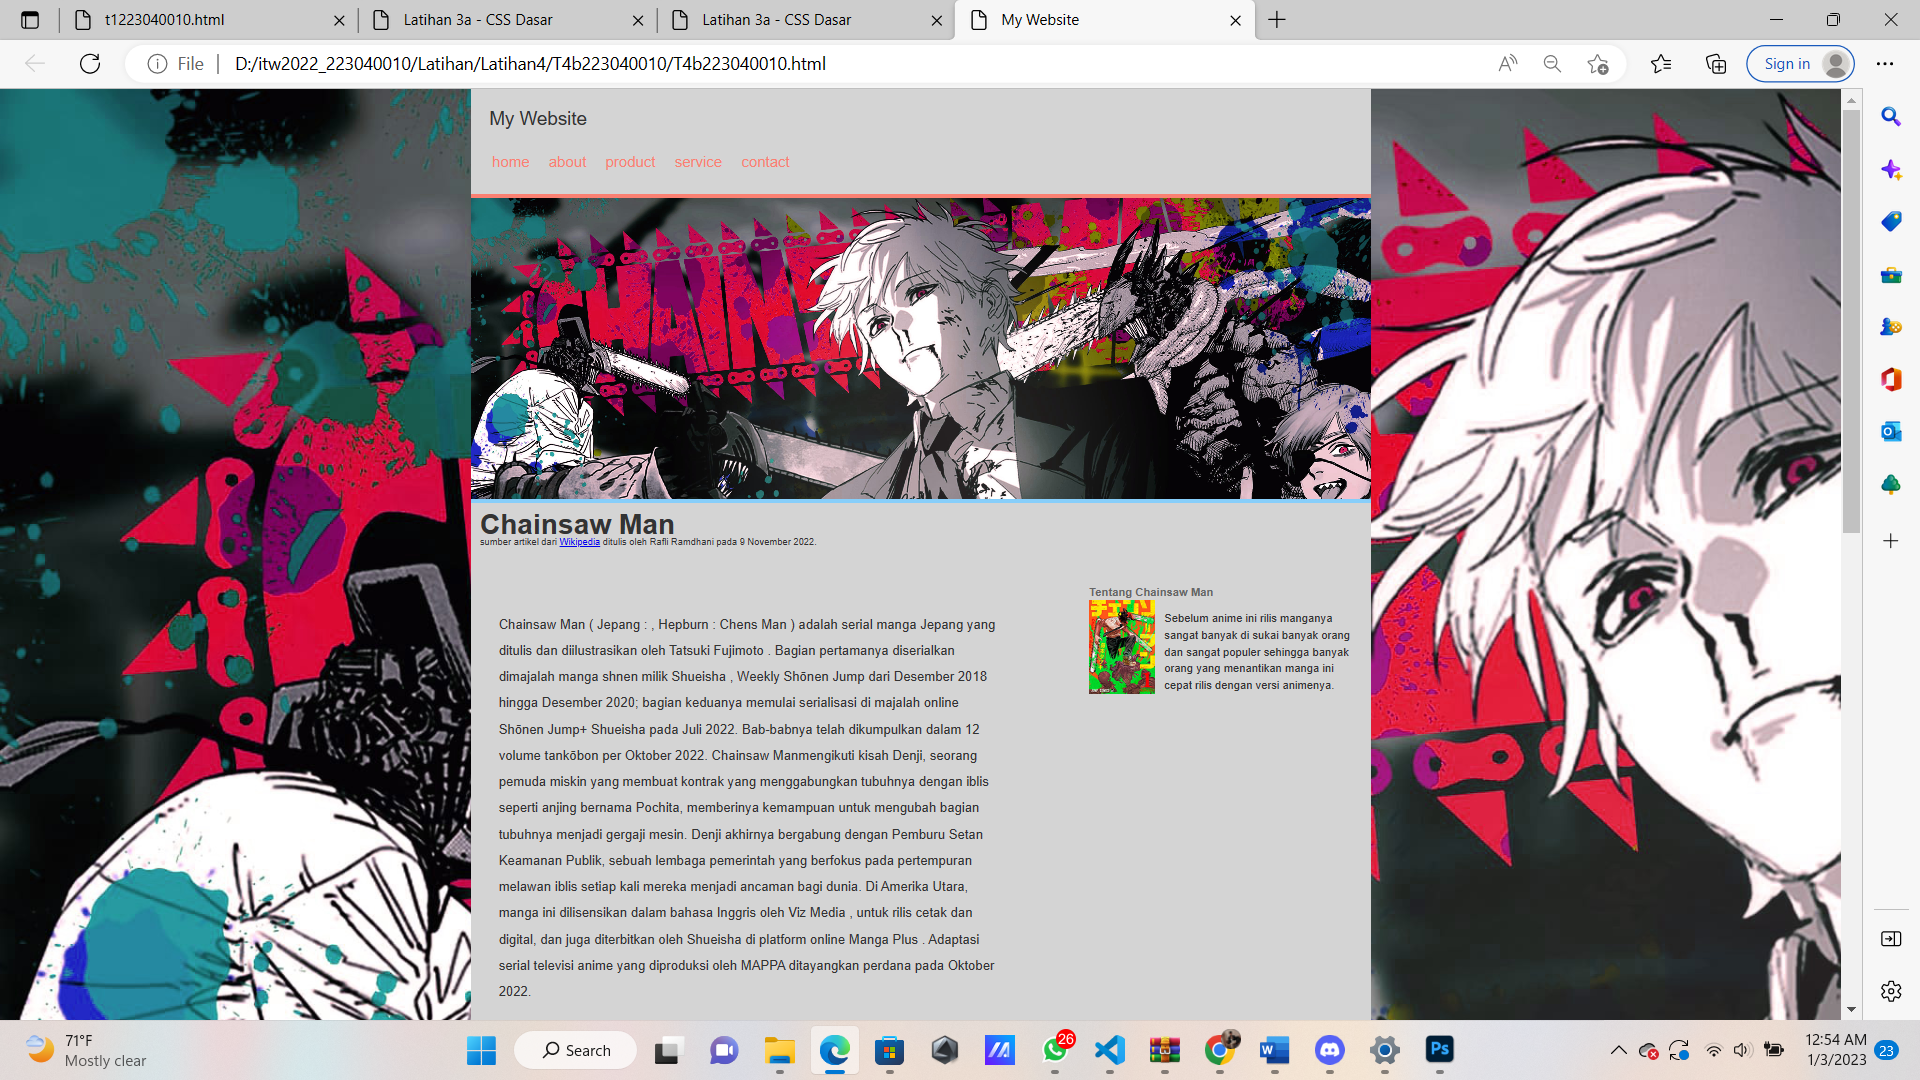 t1223040010.html
Latihan 3a - CSS Dasar
Latihan 3a - CSS Dasar
My Website
File
D:/itw2022_223040010/Latihan/Latihan4/T4b223040010/T4b223040010.html
Sign in
My Website
home about product service contact
Chainsaw Man
sumber artikel dari Wikipedia ditulis oleh Rafli Ramdhani pada 9 November 2022.
Chainsaw Man ( Jepang : , Hepburn : Chens Man ) adalah serial manga Jepang yang
ditulis dan diilustrasikan oleh Tatsuki Fujimoto . Bagian pertamanya diserialkan
dimajalah manga shnen milik Shueisha , Weekly Shōnen Jump dari Desember 2018
hingga Desember 2020; bagian keduanya memulai serialisasi di majalah online
Shōnen Jump+ Shueisha pada Juli 2022. Bab-babnya telah dikumpulkan dalam 12
volume tankōbon per Oktober 2022. Chainsaw Manmengikuti kisah Denji, seorang
pemuda miskin yang membuat kontrak yang menggabungkan tubuhnya dengan iblis
seperti anjing bernama Pochita, memberinya kemampuan untuk mengubah bagian
tubuhnya menjadi gergaji mesin. Denji akhirnya bergabung dengan Pemburu Setan
Keamanan Publik, sebuah lembaga pemerintah yang berfokus pada pertempuran
melawan iblis setiap kali mereka menjadi ancaman bagi dunia. Di Amerika Utara,
manga ini dilisensikan dalam bahasa Inggris oleh Viz Media , untuk rilis cetak dan
digital, dan juga diterbitkan oleh Shueisha di platform online Manga Plus . Adaptasi
serial televisi anime yang diproduksi oleh MAPPA ditayangkan perdana pada Oktober
2022.
Tentang Chainsaw Man
Sebelum anime ini rilis manganya
sangat banyak di sukai banyak orang
dan sangat populer sehingga banyak
orang yang menantikan manga ini
cepat rilis dengan versi animenya.
71°F
Mostly clear
Search
26
12:54 AM
1/3/2023
23